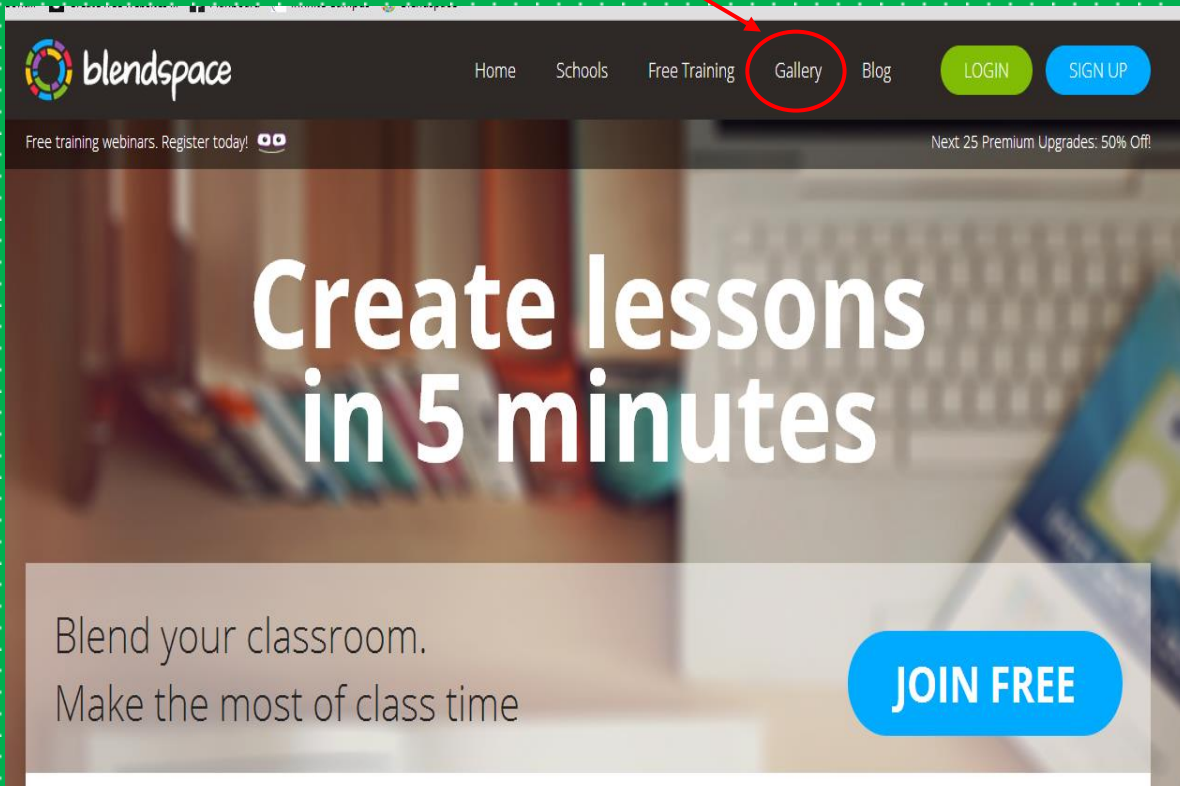 blendspace
Home Schools Free Training Gallery Blog LOGIN SIGN UP
Free training webinars. Register today!
Next 25 Premium Upgrades: 50% Off!
Create lessons
in 5 minutes
Blend your classroom.
Make the most of class time
JOIN FREE